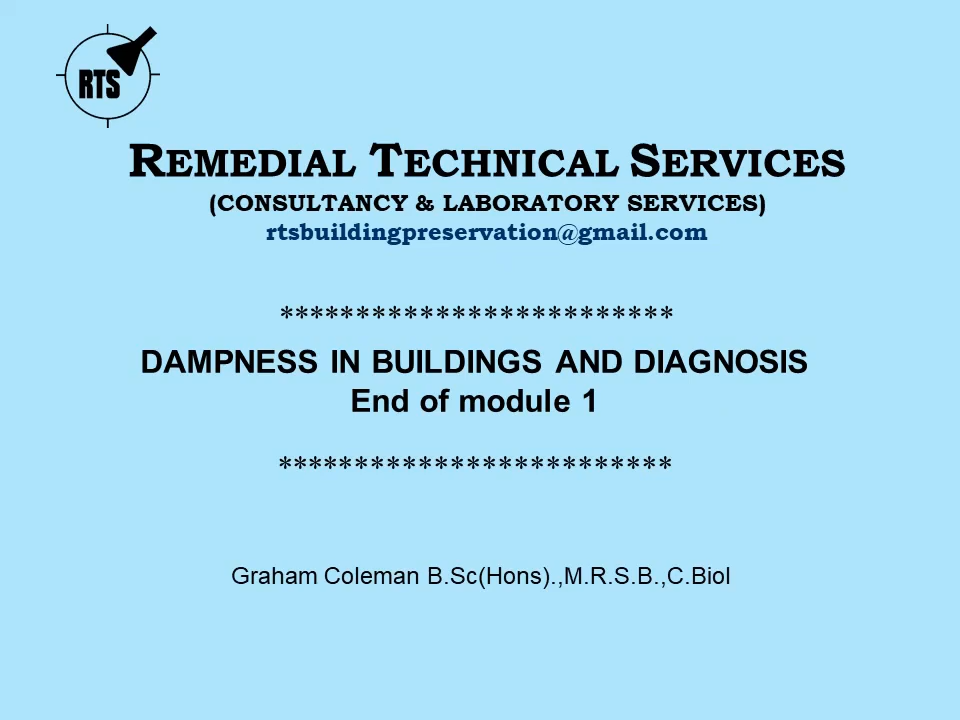 RTS
REMEDIAL TECHNICAL SERVICES
(CONSULTANCY & LABORATORY SERVICES)
rtsbuildingpreservation@gmail.com
*************************
DAMPNESS IN BUILDINGS AND DIAGNOSIS
End of module 1
*************************
Graham Coleman B.Sc(Hons).,M.R.S.B.,C.Biol